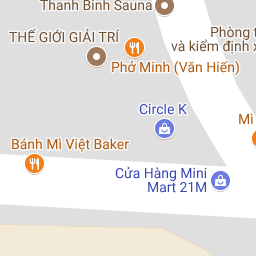 Thanh Bình Sauna
THẾ GIỚI GIẢI TRÍ
Phòng
và kiểm định
Phở Minh (Văn Hiến)
Circle K
Mì
Bánh Mì Việt Baker
Cửa Hàng Mini
Mart 21M